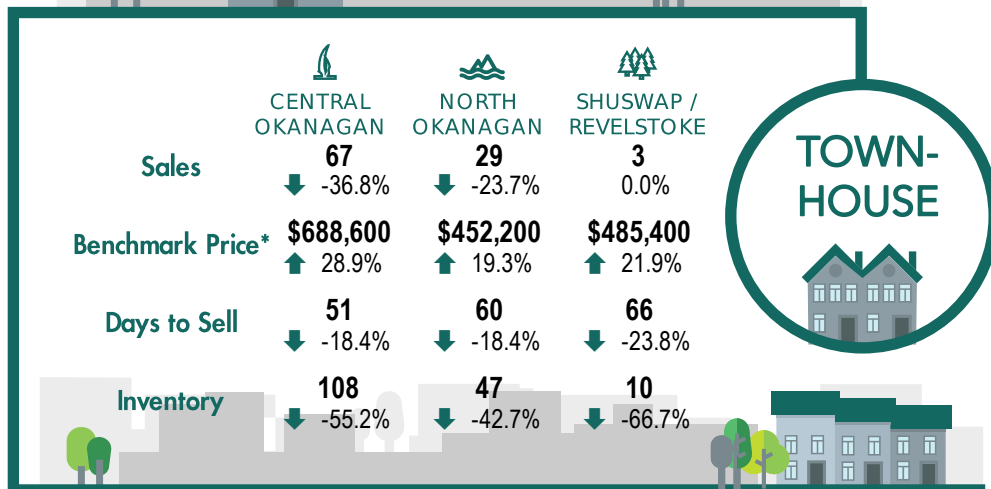 CENTRAL OKANAGAN
NORTH OKANAGAN
SHUSWAP / REVELSTOKE
TOWN-
HOUSE
Sales
67 29 3
-36.8% -23.7% 0.0%
Benchmark Price*
$688,600 $452,200 $485,400
28.9% 19.3% 21.9%
Days to Sell
51 60 66
-18.4% -18.4% -23.8%
Inventory
108 47 10
-55.2% -42.7% -66.7%